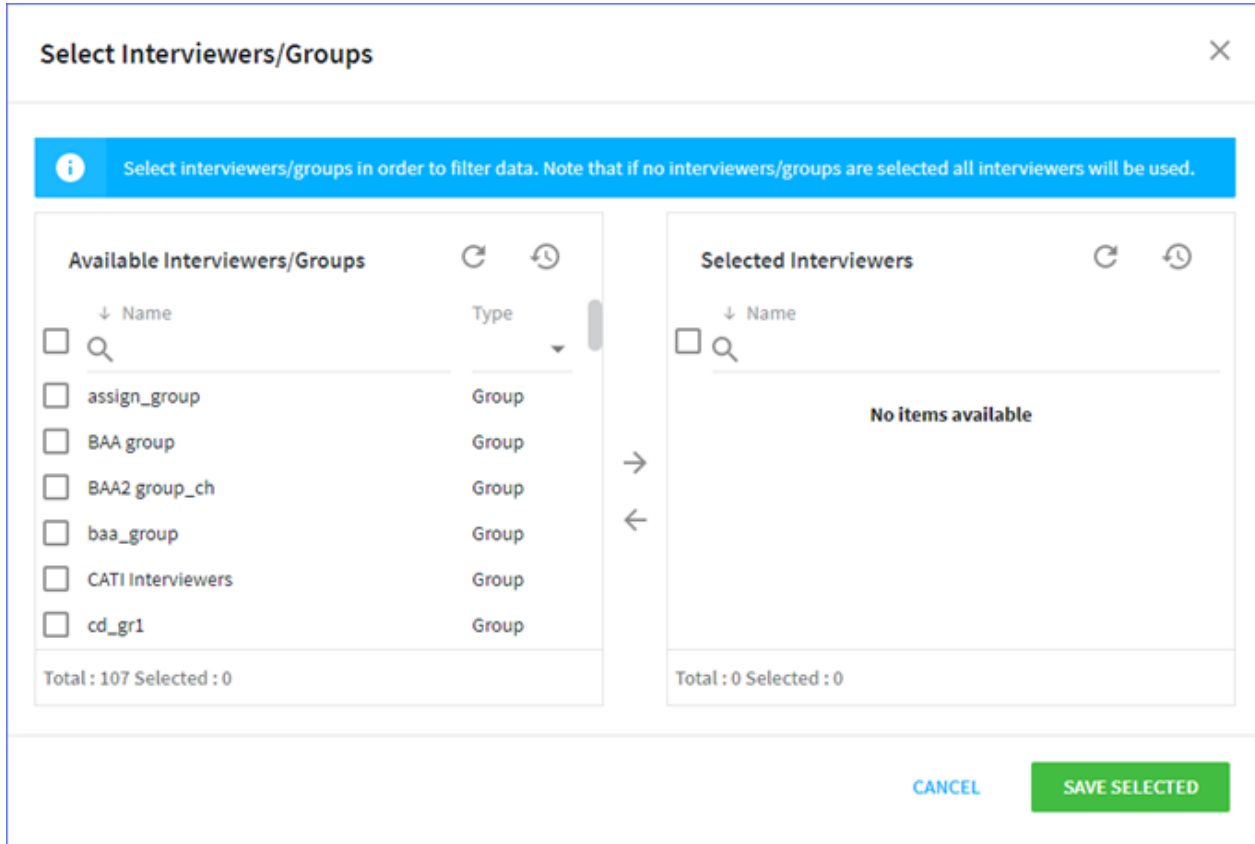 Select Interviewers/Groups
Select interviewers/groups in order to filter data. Note that if no interviewers/groups are selected all interviewers will be used.
Available Interviewers/Groups
Name Type
assign_group Group
BAA group Group
BAA2 group_ch Group
baa_group Group
CATI Interviewers Group
cd_gr1 Group
Total : 107 Selected : 0
Selected Interviewers
Name
No items available
Total : 0 Selected : 0
CANCEL SAVE SELECTED